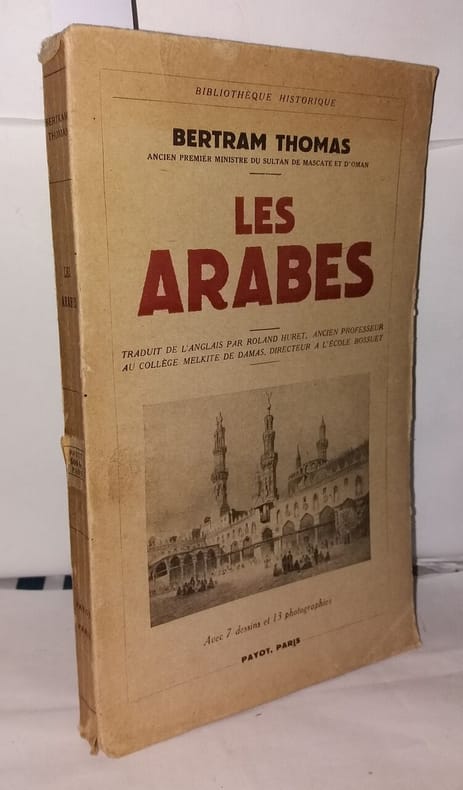 BIBLIOTHÈQUE HISTORIQUE
BERTRAM THOMAS
ANCIEN PREMIER MINISTRE DU SULTAN DE MASCATE ET D'OMAN
LES
ARABES
TRADUIT DE L'ANGLAIS PAR ROLAND HURET, ANCIEN PROFESSEUR
AU COLLÈGE MELKITE DE DAMAS, DIRECTEUR A L'ÉCOLE BOSSUET
Avec 7 dessins et 13 photographies
PAYOT, PARIS
BERTRAM
THOMAS
LES
ARABES
PAYOT
PARIS